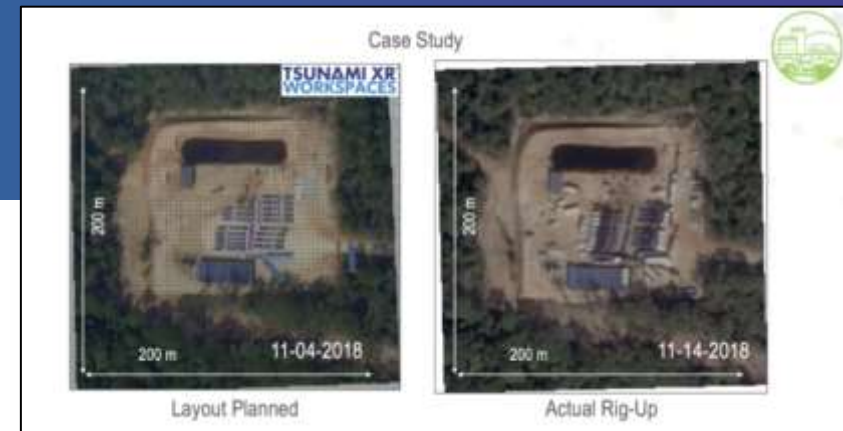 Case Study
TSUNAMI XR
WORKSPACES
200 m
200 m
11-04-2018
Layout Planned
200 m
200 m
11-14-2018
Actual Rig-Up